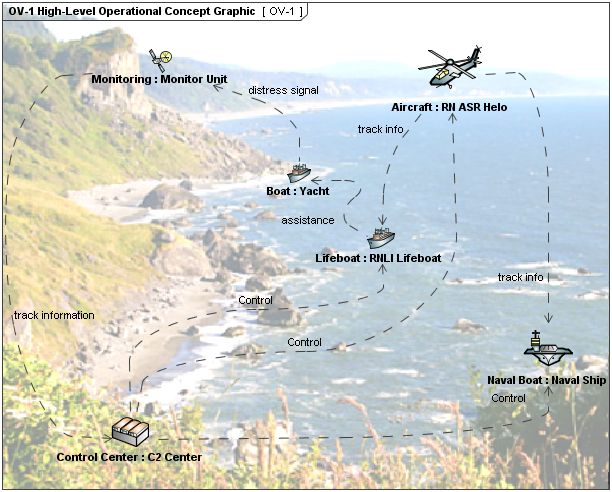 OV-1 High-Level Operational Concept Graphic [ OV-1 ]
Monitoring : Monitor Unit
distress signal
Aircraft : RN ASR Helo
track info
Boat : Yacht
assistance
Lifeboat : RNLI Lifeboat
track info
Control
track information
Control
Naval Boat : Naval Ship
Control
Control Center : C2 Center